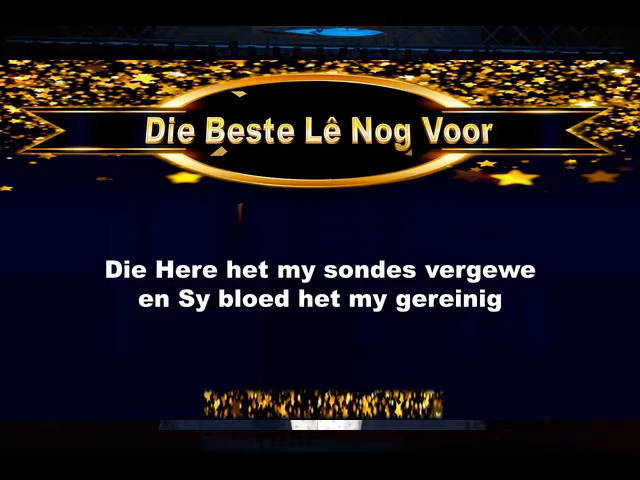 Die Beste Lê Nog Voor
Die Here het my sondes vergewe
en Sy bloed het my gereinig